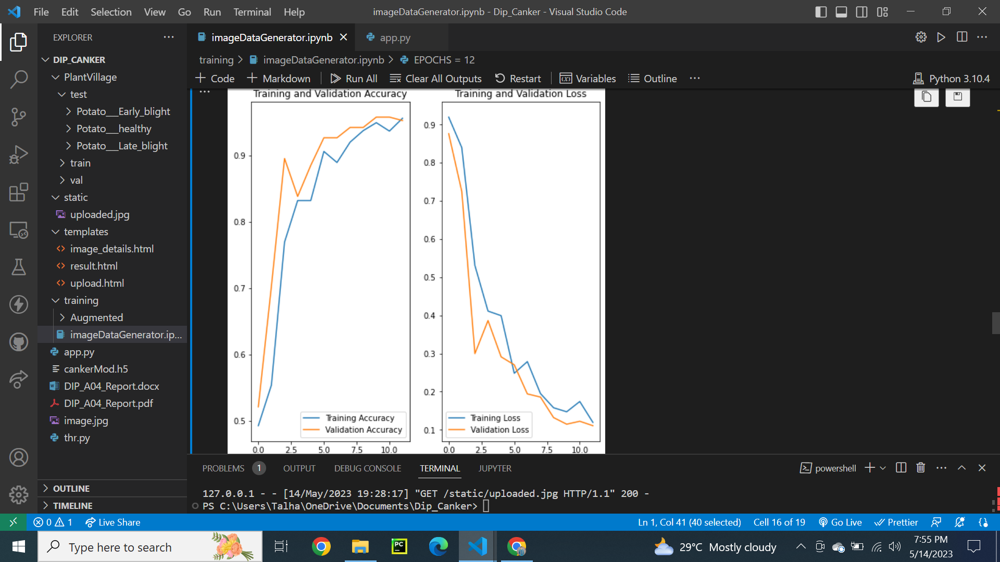 File Edit Selection View Go Run Terminal Help
imageDataGenerator.ipynb - Dip_Canker - Visual Studio Code
EXPLORER
DIP_CANKER
PlantVillage
test
Potato___Early_blight
Potato___healthy
Potato___Late_blight
train
val
static
uploaded.jpg
templates
image_details.html
result.html
upload.html
training
Augmented
imageDataGenerator.ip...
app.py
cankerMod.h5
DIP_A04_Report.docx
DIP_A04_Report.pdf
image.jpg
thr.py
OUTLINE
TIMELINE
imageDataGenerator.ipynb
app.py
training > imageDataGenerator.ipynb > EPOCHS = 12
Code Markdown Run All Clear All Outputs Restart Variables Outline ...
Python 3.10.4
Training and Validation Accuracy
0.9
0.8
0.7
0.6
0.5
Training Accuracy
Validation Accuracy
0.0 2.5 5.0 7.5 10.0
Training and Validation Loss
0.9
0.8
0.7
0.6
0.5
0.4
0.3
0.2
0.1
Training Loss
Validation Loss
0.0 2.5 5.0 7.5 10.0
PROBLEMS 1 OUTPUT DEBUG CONSOLE TERMINAL JUPYTER
powershell
127.0.0.1 - - [14/May/2023 19:28:17] "GET /static/uploaded.jpg HTTP/1.1" 200 -
PS C:\Users\Talha\OneDrive\Documents\Dip_Canker>
0 1 Live Share
Ln 1, Col 41 (40 selected) Cell 16 of 19 Go Live Prettier
Type here to search
PC
29°C Mostly cloudy
7:55 PM
5/14/2023